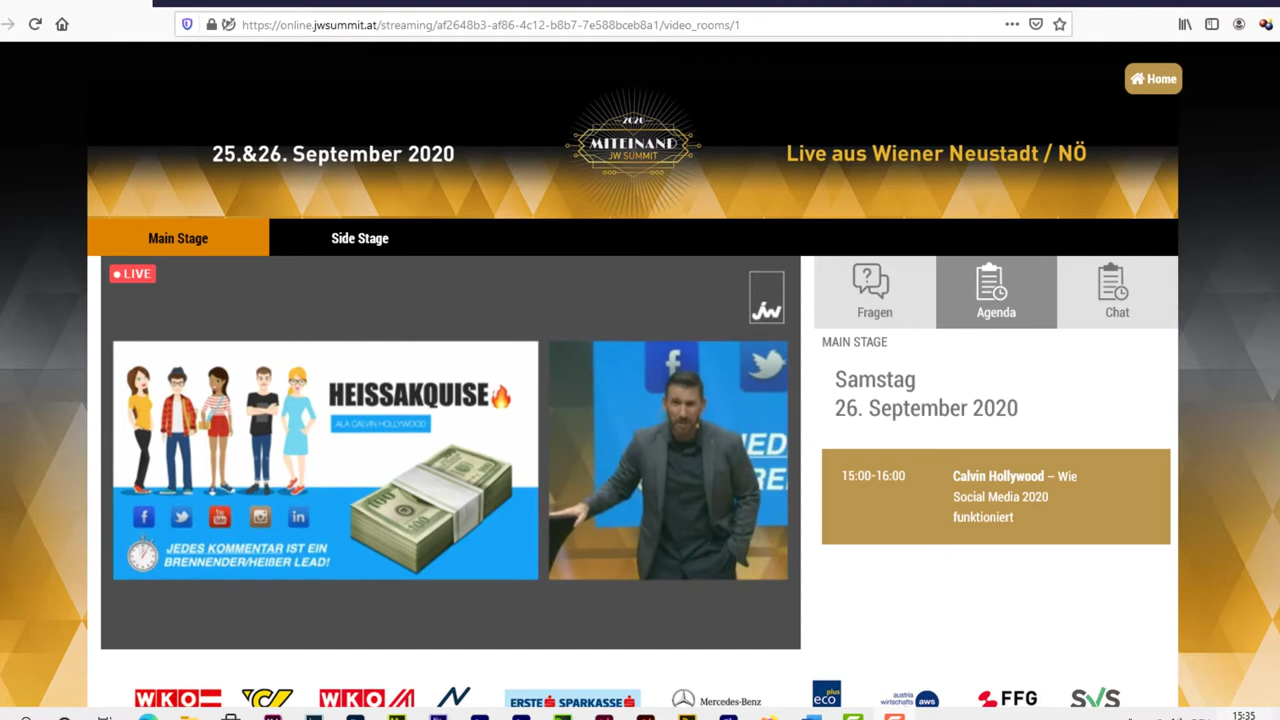 https://online.jwsummit.at/streaming/af2648b3-af86-4c12-b8b7-7e588bceb8a1/video_rooms/1
Home
25.&26. September 2020
2020
MITEINAND
JW SUMMIT
Live aus Wiener Neustadt / NÖ
Main Stage
Side Stage
LIVE
jw
HEISSAKQUISE
ALA CALVIN HOLLYWOOD
100
JEDES KOMMENTAR IST EIN
BRENNENDER/HEIßER LEAD!
Fragen
Agenda
Chat
MAIN STAGE
Samstag
26. September 2020
15:00-16:00
Calvin Hollywood – Wie
Social Media 2020
funktioniert
WKO
WKO
ERSTE SPARKASSE
Mercedes-Benz
eco
plus
austria
wirtschafts
aws
FFG
SVS
15:35